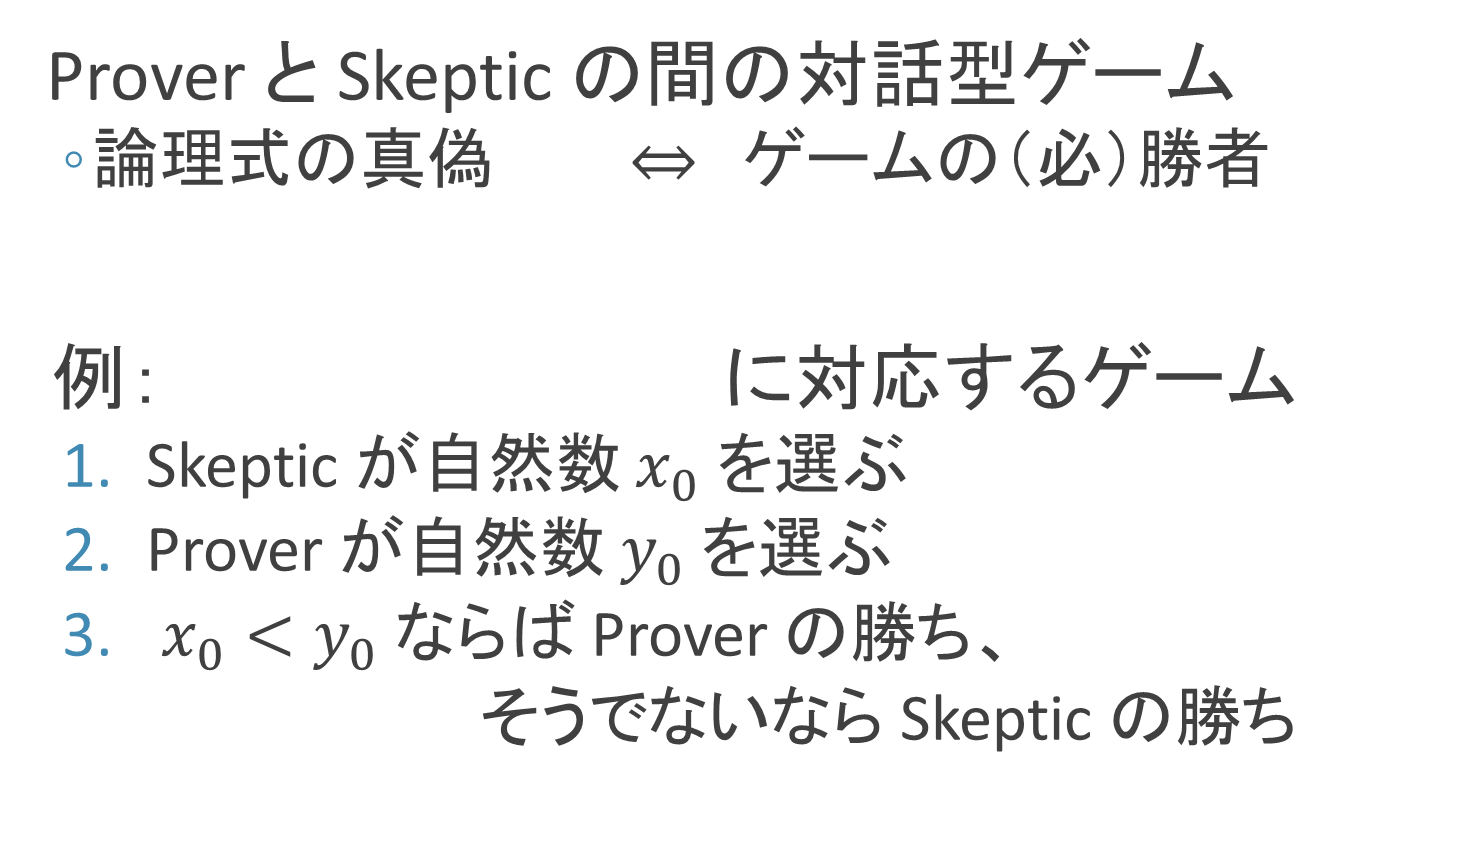 Prover と Skeptic の間の対話型ゲーム
◦論理式の真偽 ⇔ ゲームの（必）勝者
例： に対応するゲーム
1. Skeptic が自然数 𝑥₀ を選ぶ
2. Prover が自然数 𝑦₀ を選ぶ
3. 𝑥₀ < 𝑦₀ ならば Prover の勝ち、
そうでないなら Skeptic の勝ち